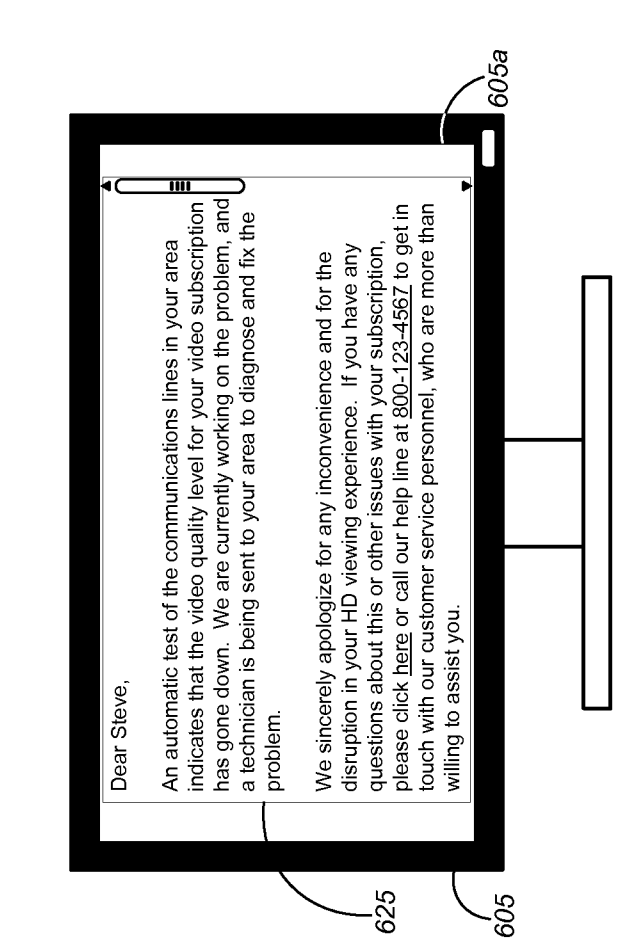 605a
Dear Steve,
An automatic test of the communications lines in your area
indicates that the video quality level for your video subscription
has gone down.  We are currently working on the problem, and
a technician is being sent to your area to diagnose and fix the
problem.
We sincerely apologize for any inconvenience and for the
disruption in your HD viewing experience.  If you have any
questions about this or other issues with your subscription,
please click here or call our help line at 800-123-4567 to get in
touch with our customer service personnel, who are more than
willing to assist you.
625
605